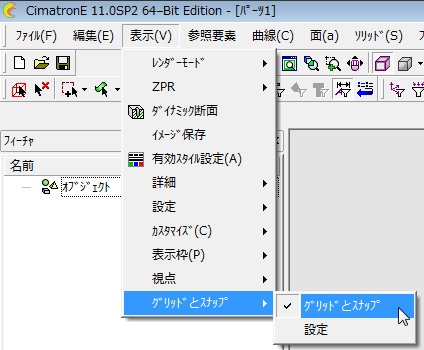 CimatronE 11.0SP2 64-Bit Edition - [ﾊﾟｰﾂ1]
ﾌｧｲﾙ(F) 編集(E) 表示(V) 参照要素 曲線(C) 面(a) ｿﾘｯﾄﾞ(S)
ﾚﾝﾀﾞｰﾓｰﾄﾞ
ZPR
ﾀﾞｲﾅﾐｯｸ断面
ｲﾒｰｼﾞ保存
有効ｽﾀｲﾙ設定(A)
詳細
設定
ｶｽﾀﾏｲｽﾞ(C)
表示枠(P)
視点
ｸﾞﾘｯﾄﾞとｽﾅｯﾌﾟ
ﾌｨｰﾁｬ
名前
ｵﾌﾞｼﾞｪｸﾄ
ｸﾞﾘｯﾄﾞとｽﾅｯﾌﾟ
設定